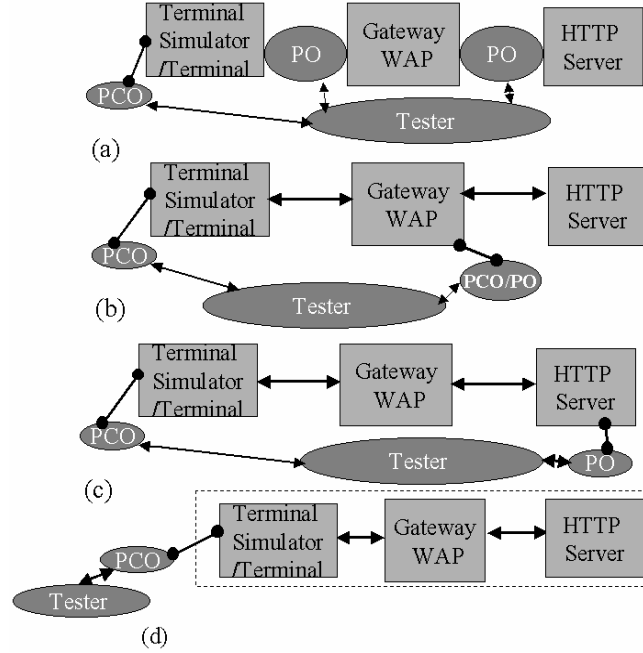 Terminal
Simulator
/Terminal
PO
Gateway
WAP
PO
HTTP
Server
PCO
Tester
(a)
Terminal
Simulator
/Terminal
Gateway
WAP
HTTP
Server
PCO
PCO/PO
Tester
(b)
Terminal
Simulator
/Terminal
Gateway
WAP
HTTP
Server
PCO
Tester
PO
(c)
Terminal
Simulator
/Terminal
Gateway
WAP
HTTP
Server
PCO
Tester
(d)